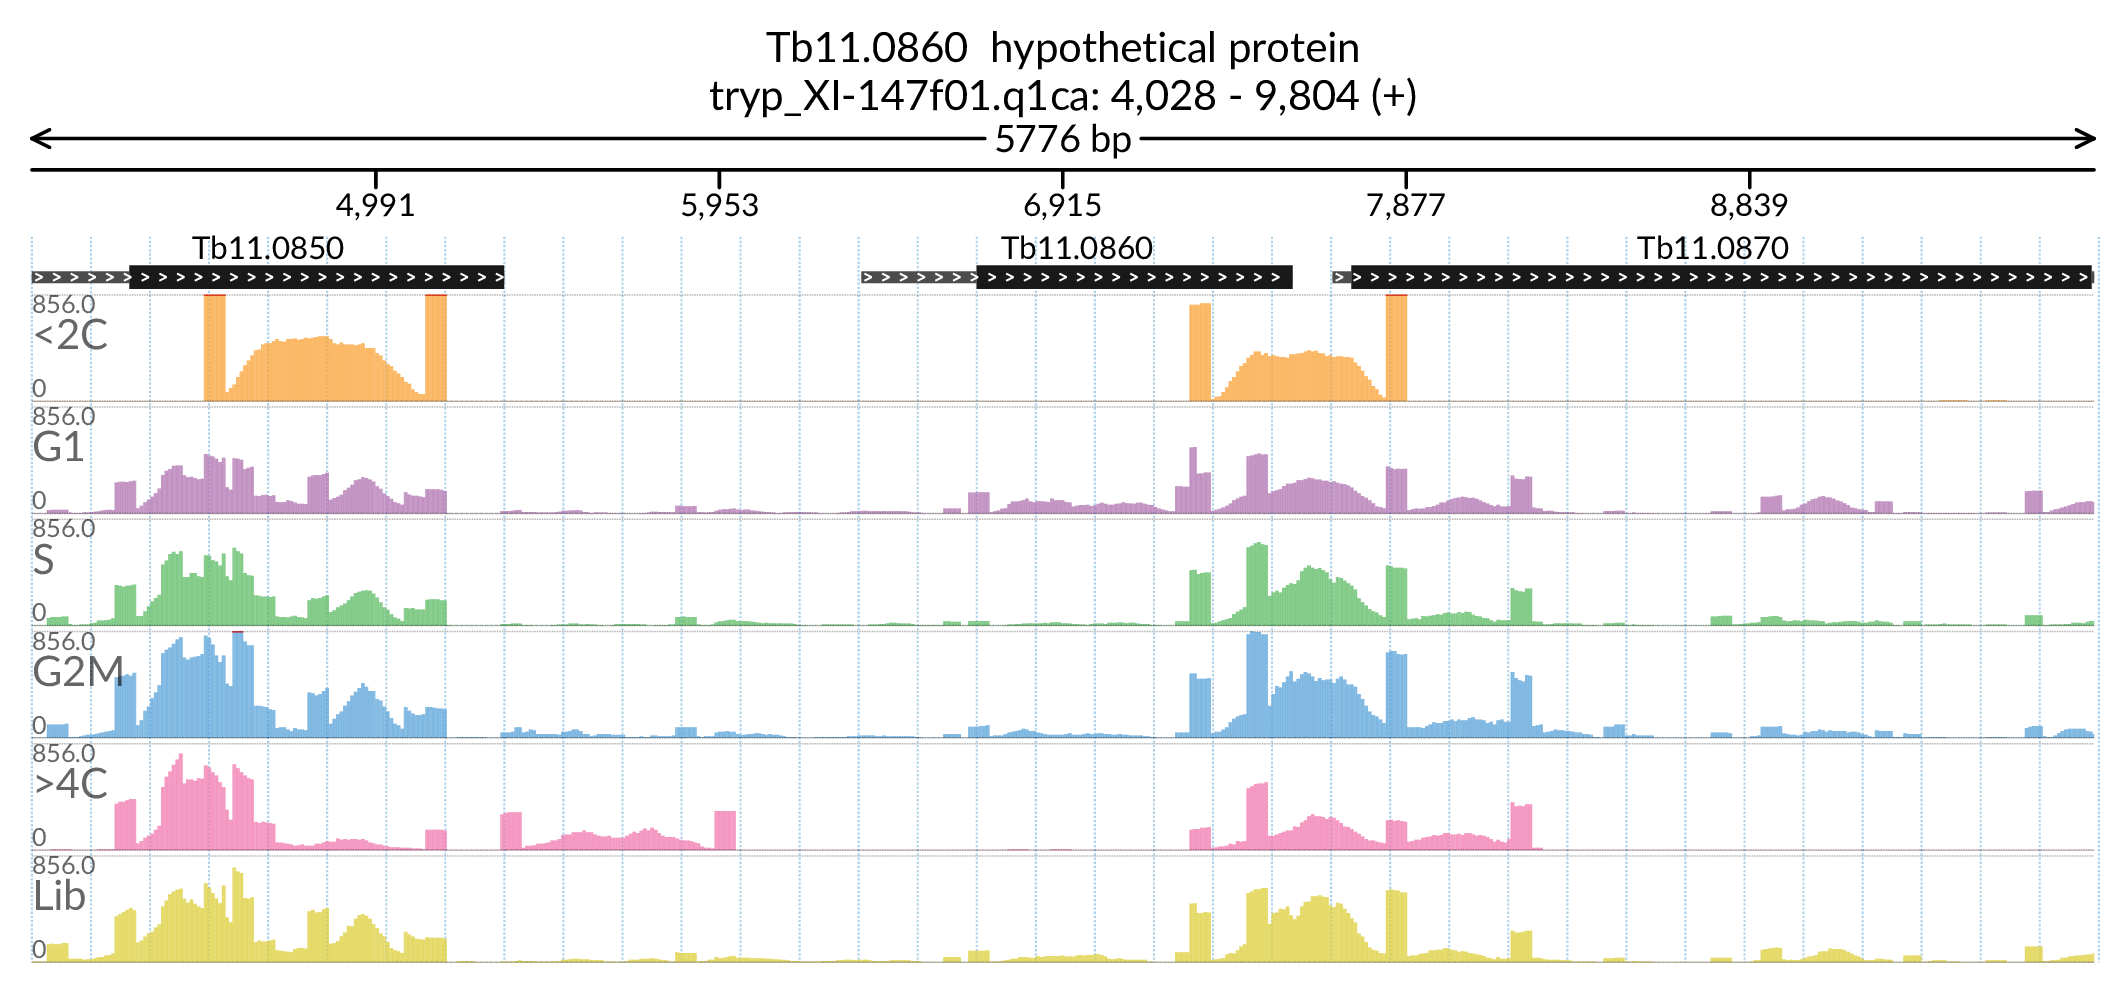 Tb11.0860 hypothetical protein
tryp_XI-147f01.q1ca: 4,028 - 9,804 (+)
5776 bp
4,991 5,953 6,915 7,877 8,839
Tb11.0850 Tb11.0860 Tb11.0870
856.0
<2C
0
856.0
G1
0
856.0
S
0
856.0
G2M
0
856.0
>4C
0
856.0
Lib
0